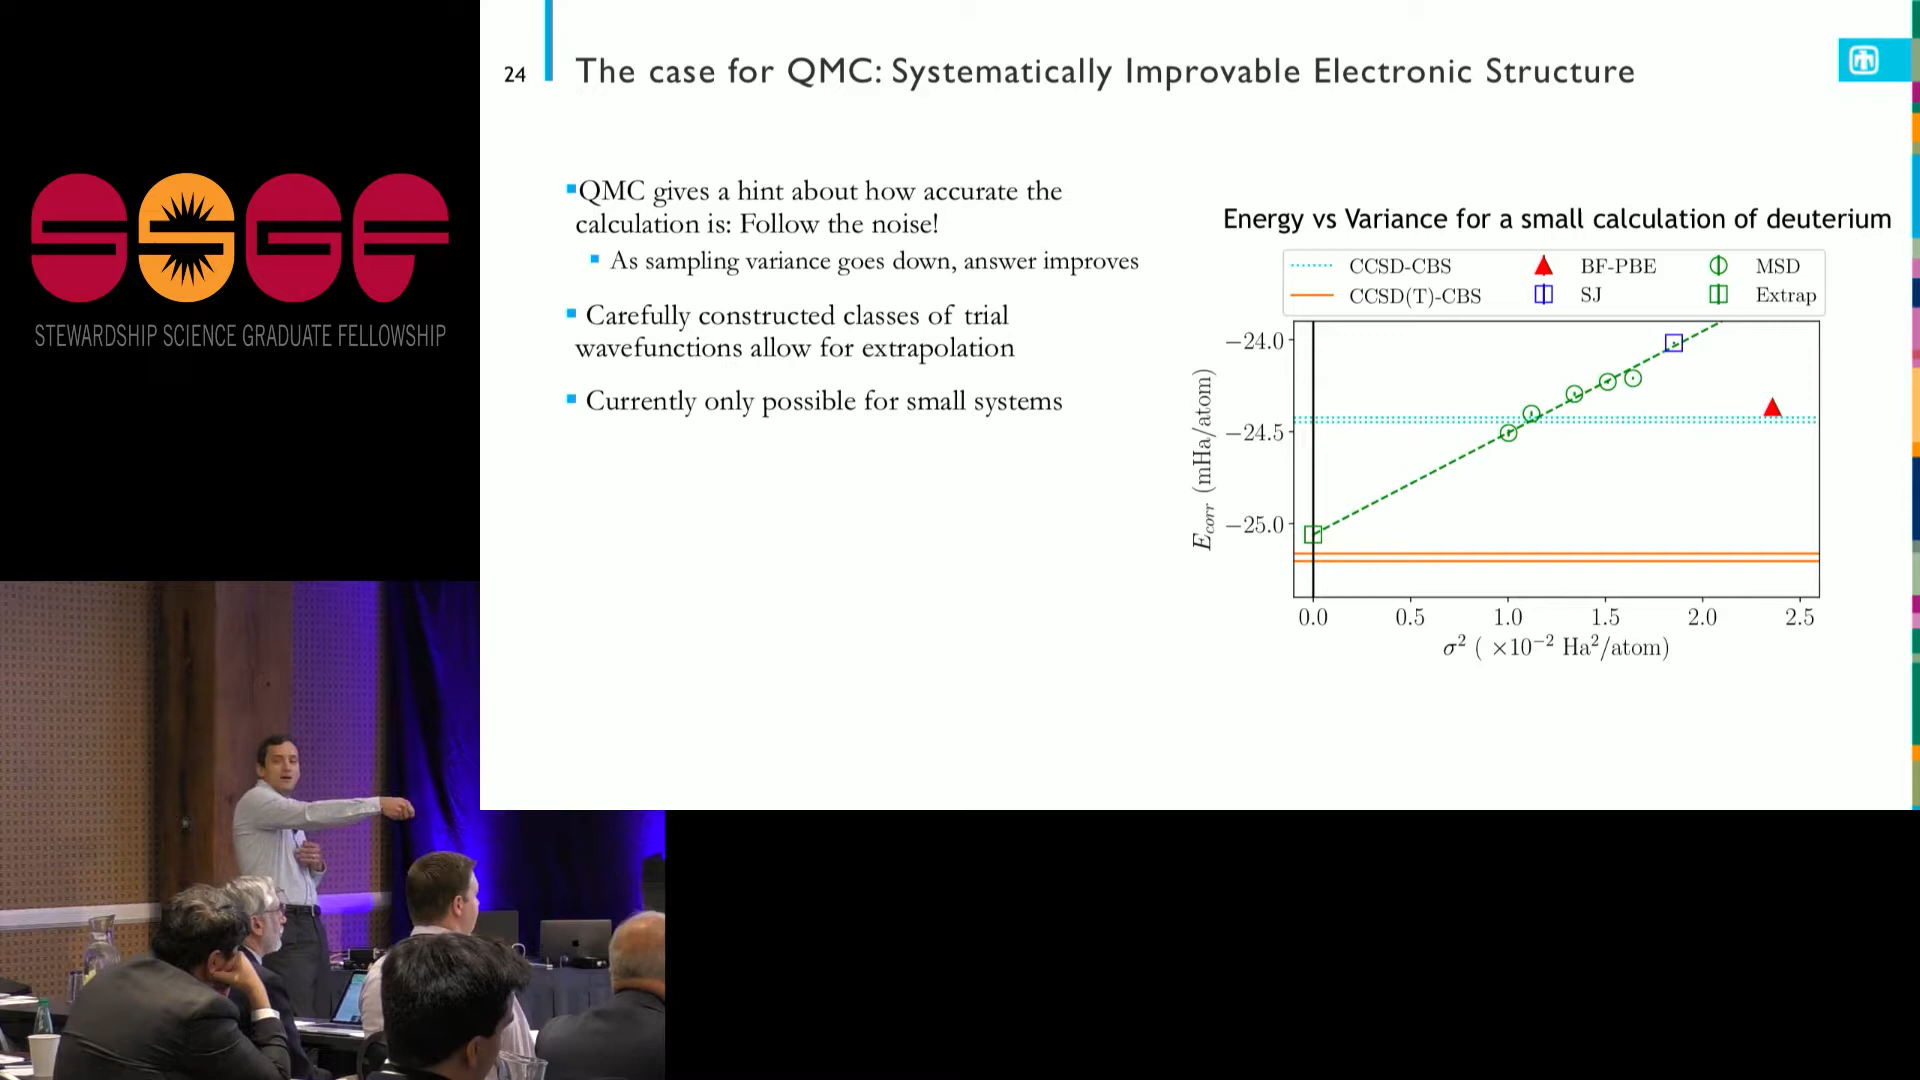 SSGF
STEWARDSHIP SCIENCE GRADUATE FELLOWSHIP
24
The case for QMC: Systematically Improvable Electronic Structure
QMC gives a hint about how accurate the
calculation is: Follow the noise!
As sampling variance goes down, answer improves
Carefully constructed classes of trial
wavefunctions allow for extrapolation
Currently only possible for small systems
Energy vs Variance for a small calculation of deuterium
CCSD-CBS
BF-PBE
MSD
CCSD(T)-CBS
SJ
Extrap
−24.0
−24.5
−25.0
E_corr (mHa/atom)
0.0 0.5 1.0 1.5 2.0 2.5
σ² ( ×10⁻² Ha²/atom)